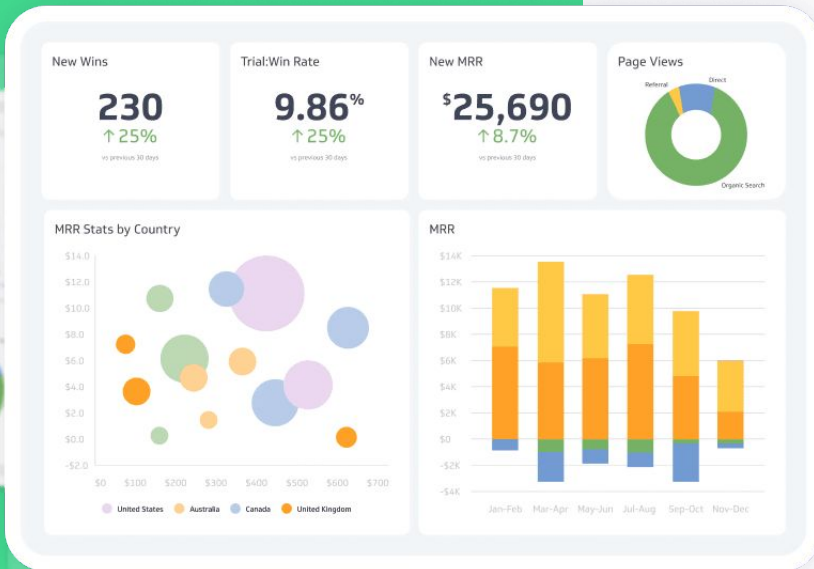 New Wins
230
↑25%
vs previous 30 days
Trial:Win Rate
9.86%
↑25%
vs previous 30 days
New MRR
$25,690
↑8.7%
vs previous 30 days
Page Views
Referral
Direct
Organic Search
MRR Stats by Country
$14.0
$12.0
$10.0
$8.0
$6.0
$4.0
$2.0
$0.0
-$2.0
$0 $100 $200 $300 $400 $500 $600 $700
United States Australia Canada United Kingdom
MRR
$14K
$12K
$10K
$8K
$6K
$4K
$2K
$0
-$2K
-$4K
Jan-Feb Mar-Apr May-Jun Jul-Aug Sep-Oct Nov-Dec